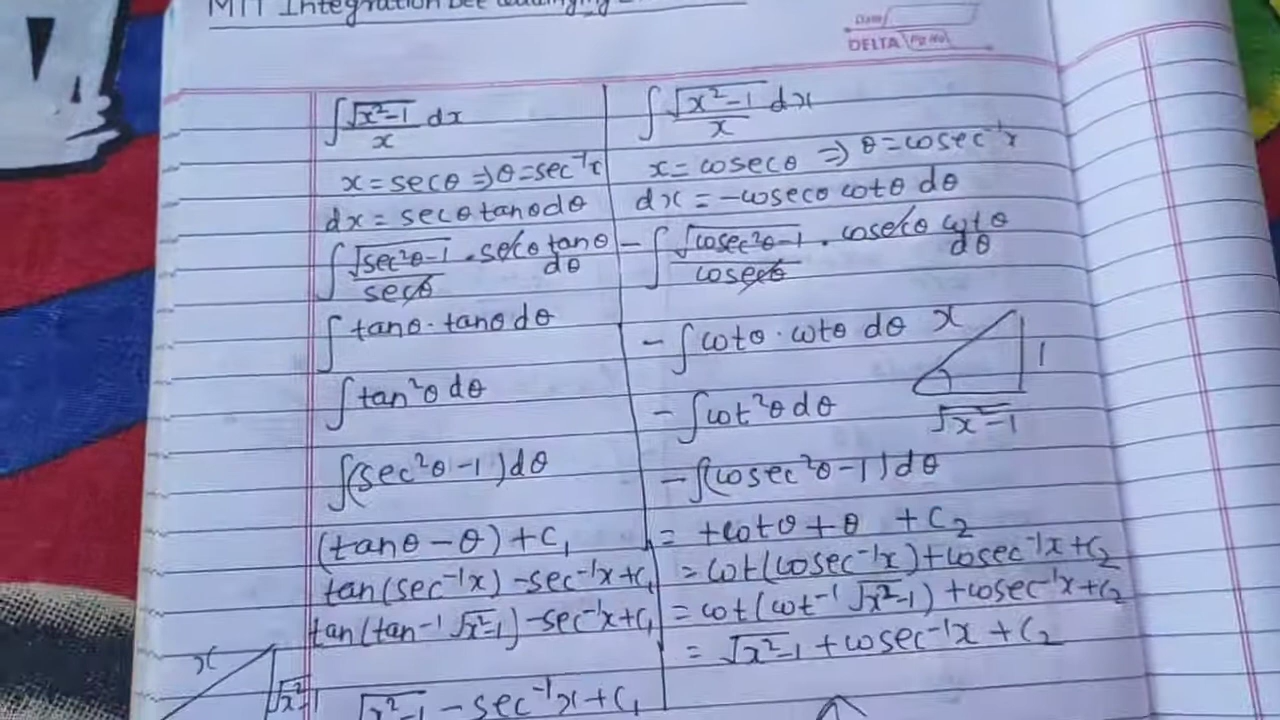 MIT Integration Bee
Date
DELTA Pg No
∫ √(x²-1)/x dx
x = secθ ⇒ θ = sec⁻¹x
dx = secθ tanθ dθ
∫ √(sec²θ-1)/secθ · secθ tanθ dθ
∫ tanθ · tanθ dθ
∫ tan²θ dθ
∫(sec²θ -1) dθ
(tanθ - θ) + C₁
tan(sec⁻¹x) - sec⁻¹x + C₁
tan(tan⁻¹ √(x²-1)) - sec⁻¹x + C₁
√(x²-1) - sec⁻¹x + C₁
x
√(x²-1)
∫ √(x²-1)/x dx
x = cosecθ ⇒ θ = cosec⁻¹x
dx = -cosecθ cotθ dθ
-∫ √(cosec²θ-1)/cosecθ · cosecθ cotθ dθ
-∫ cotθ · cotθ dθ
-∫ cot²θ dθ
-∫(cosec²θ -1) dθ
= +cotθ + θ + C₂
= cot(cosec⁻¹x) + cosec⁻¹x + C₂
= cot(cot⁻¹ √(x²-1)) + cosec⁻¹x + C₂
= √(x²-1) + cosec⁻¹x + C₂
x
1
√(x²-1)